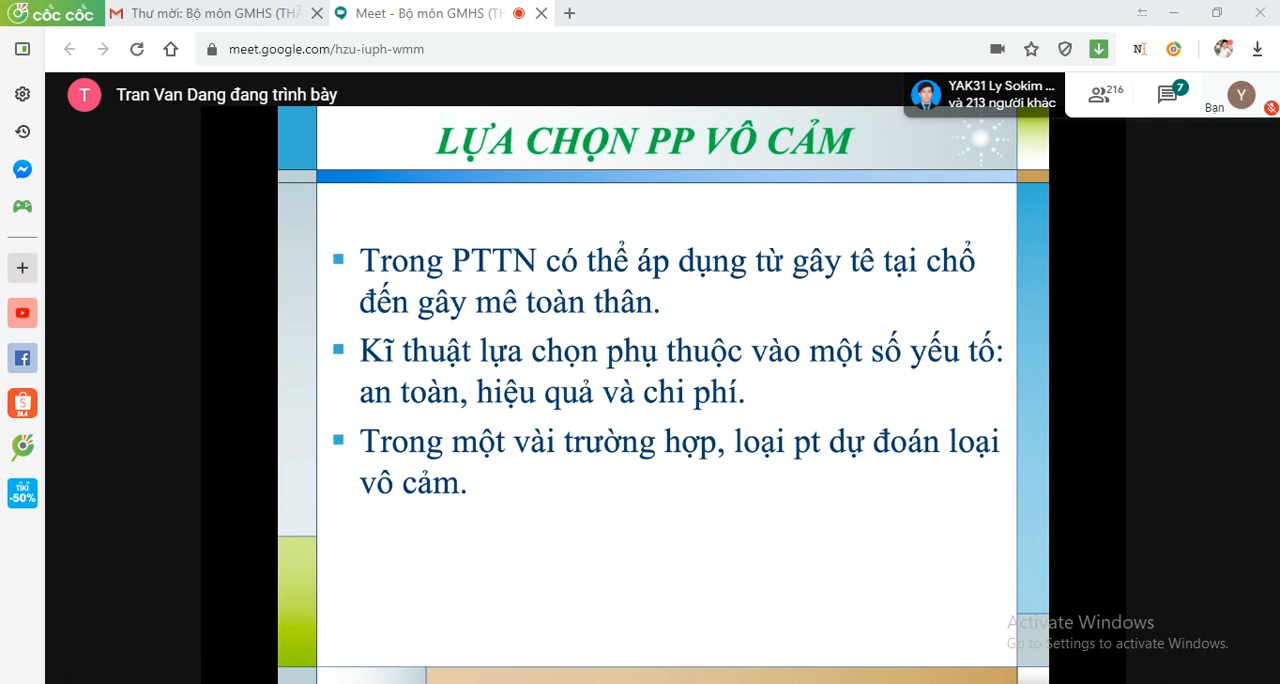 cốc cốc
Thư mời: Bộ môn GMHS (TH
Meet - Bộ môn GMHS (TH
meet.google.com/hzu-iuph-wmm
T
Tran Van Dang đang trình bày
YAK31 Ly Sokim ...
và 213 người khác
216
7
Bạn
Y
LỰA CHỌN PP VÔ CẢM
Trong PTTN có thể áp dụng từ gây tê tại chổ
đến gây mê toàn thân.
Kĩ thuật lựa chọn phụ thuộc vào một số yếu tố:
an toàn, hiệu quả và chi phí.
Trong một vài trường hợp, loại pt dự đoán loại
vô cảm.
S
24.4
TIKI
-50%
Activate Windows
Go to Settings to activate Windows.